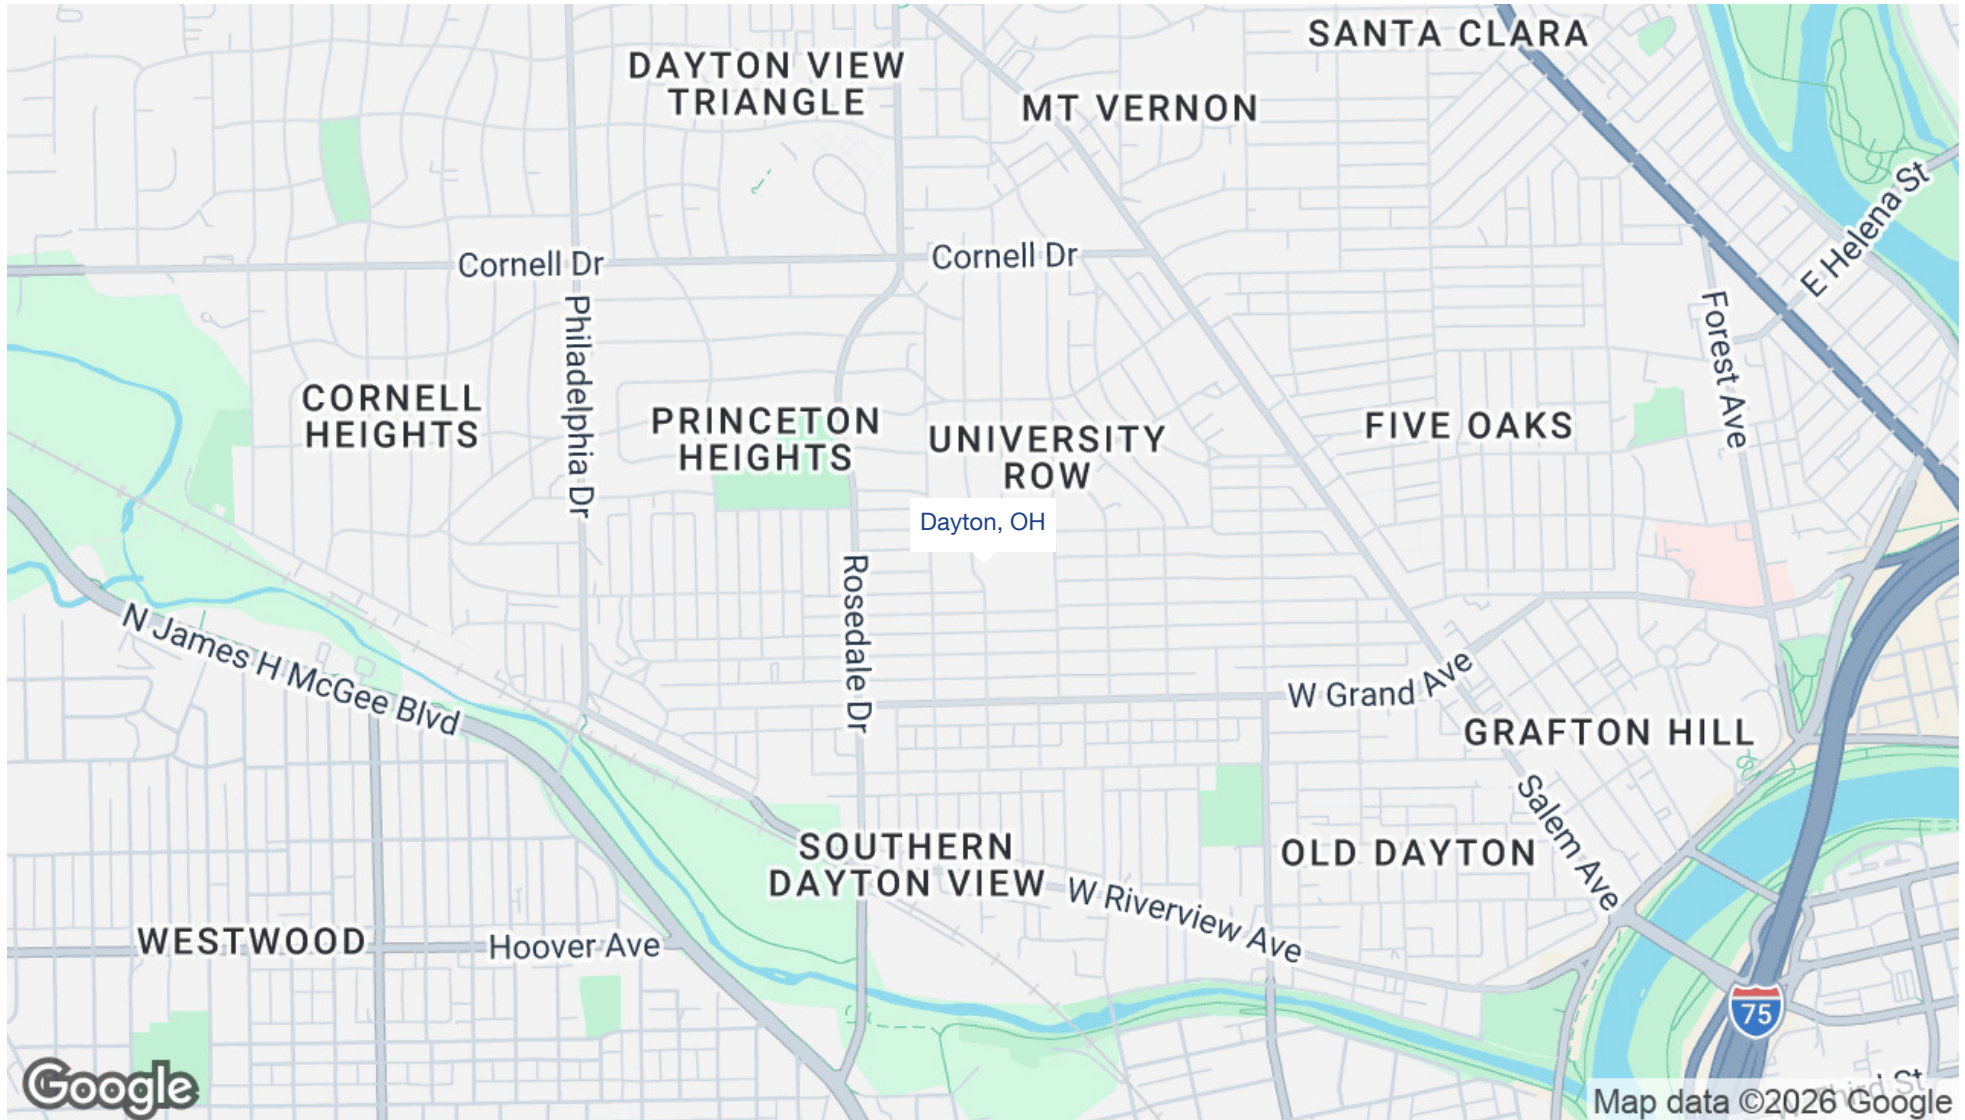 SANTA CLARA
DAYTON VIEW
TRIANGLE
MT VERNON
E Helena St
Cornell Dr
Cornell Dr
Philadelphia Dr
Forest Ave
CORNELL
HEIGHTS
PRINCETON
HEIGHTS
UNIVERSITY
ROW
FIVE OAKS
Dayton, OH
Rosedale Dr
N James H McGee Blvd
W Grand Ave
GRAFTON HILL
Salem Ave
SOUTHERN
DAYTON VIEW
OLD DAYTON
W Riverview Ave
WESTWOOD
Hoover Ave
75
Third St
Google
Map data ©2026 Google